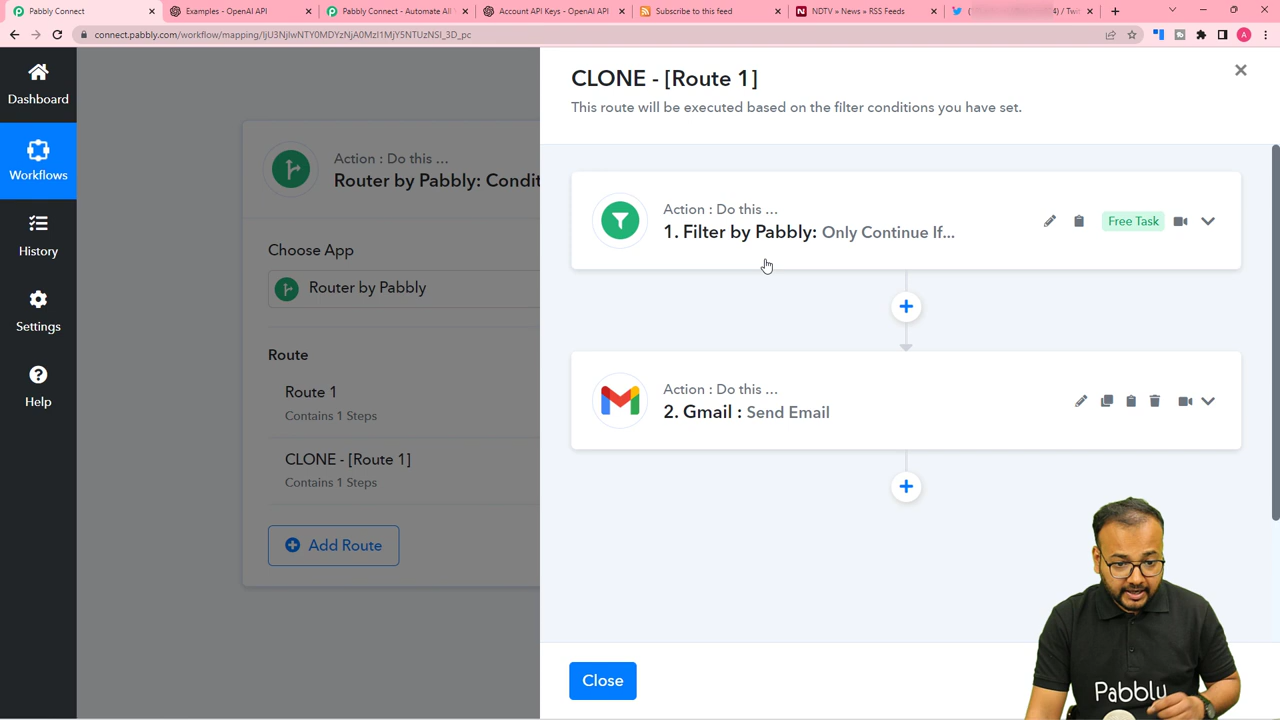 Pabbly Connect
Examples - OpenAI API
Pabbly Connect - Automate All
Account API Keys - OpenAI API
Subscribe to this feed
NDTV » News » RSS Feeds
4) / Twit
connect.pabbly.com/workflow/mapping/
Dashboard
Workflows
History
Settings
Help
Action : Do this ...
Router by Pabbly: Condit
Choose App
Router by Pabbly
Route
Route 1
Contains 1 Steps
CLONE - [Route 1]
Contains 1 Steps
Add Route
CLONE - [Route 1]
This route will be executed based on the filter conditions you have set.
Action : Do this ...
1. Filter by Pabbly: Only Continue If...
Free Task
Action : Do this ...
2. Gmail : Send Email
Close
Pabbly